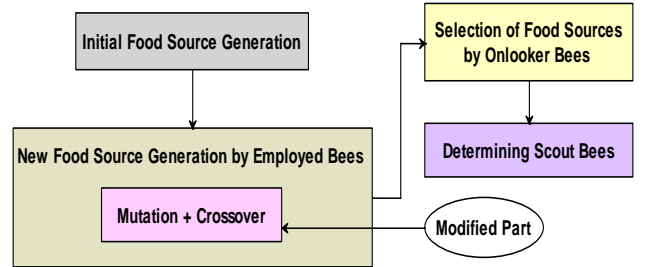 Initial Food Source Generation
New Food Source Generation by Employed Bees
Mutation + Crossover
Selection of Food Sources
by Onlooker Bees
Determining Scout Bees
Modified Part